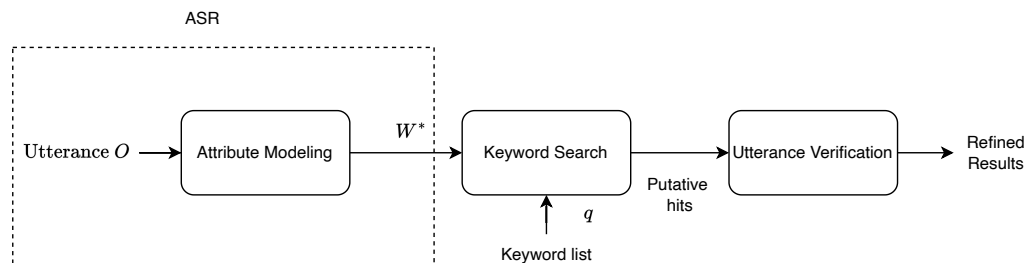 ASR
Utterance O
Attribute Modeling
W*
Keyword Search
Putative
hits
Utterance Verification
Refined
Results
q
Keyword list